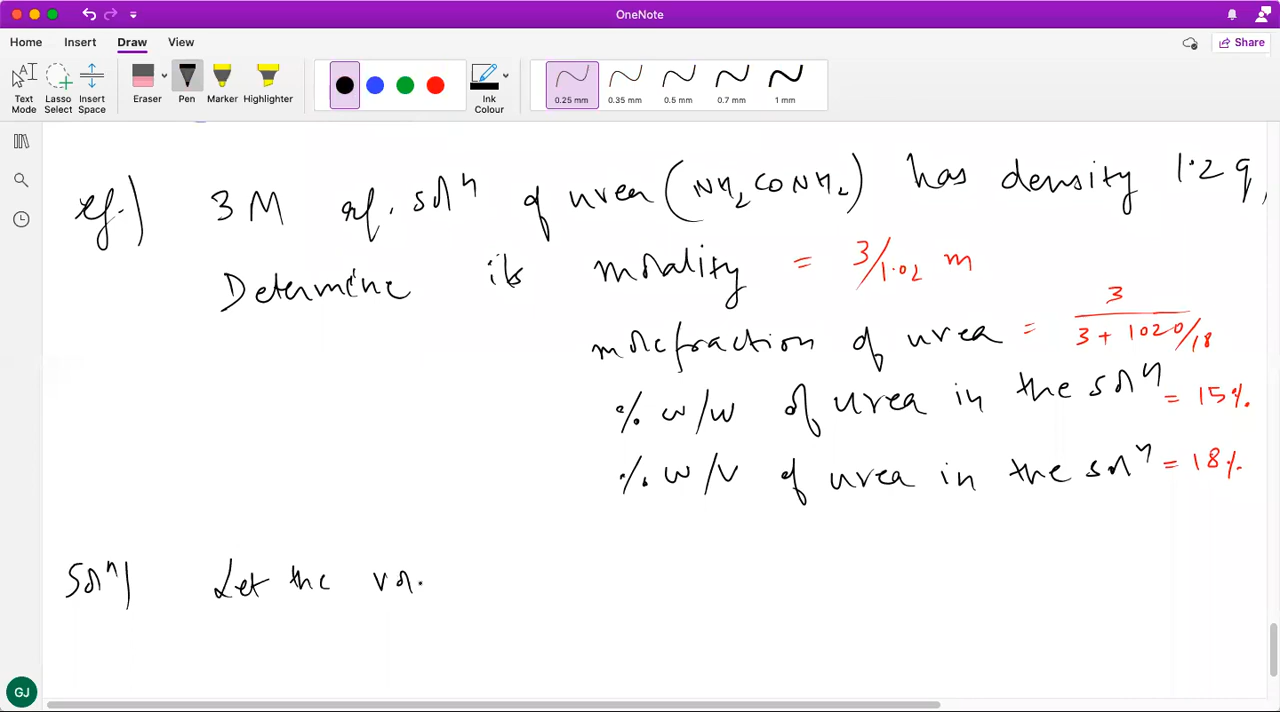 OneNote
Home Insert Draw View
Share
Text Mode Lasso Select Insert Space Eraser Pen Marker Highlighter Ink Colour 0.25 mm 0.35 mm 0.5 mm 0.7 mm 1 mm
eg.) 3 M soln of urea (NH2CONH2) has density 1.2 g
Determine its molality = 3/1.02 m
molefraction of urea = 3/3 + 1020/18
% w/w of urea in the soln = 15%
% w/v of urea in the soln = 18%
Soln) Let the vol.
GJ